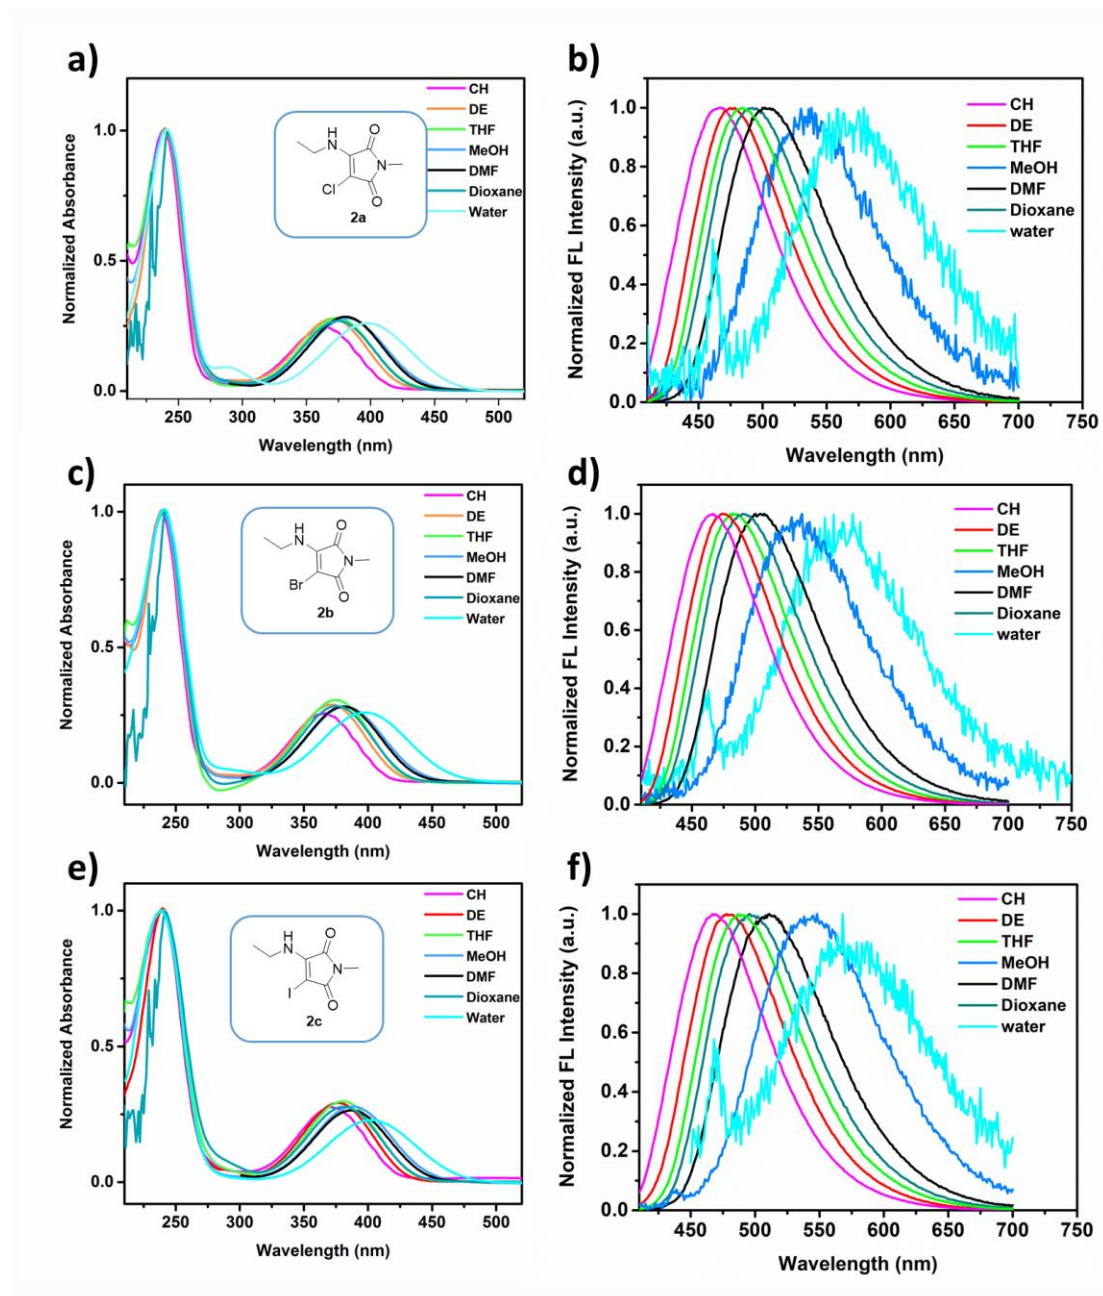 a)
CH
DE
THF
MeOH
DMF
Dioxane
Water
HN
O
N
Cl
O
2a
1.0
0.5
0.0
Normalized Absorbance
250 300 350 400 450 500
Wavelength (nm)
b)
CH
DE
THF
MeOH
DMF
Dioxane
water
1.0
0.8
0.6
0.4
0.2
0.0
Normalized FL Intensity (a.u.)
450 500 550 600 650 700 750
Wavelength (nm)
c)
CH
DE
THF
MeOH
DMF
Dioxane
Water
HN
O
N
Br
O
2b
1.0
0.5
0.0
Normalized Absorbance
250 300 350 400 450 500
Wavelength (nm)
d)
CH
DE
THF
MeOH
DMF
Dioxane
water
1.0
0.8
0.6
0.4
0.2
0.0
Normalized FL Intensity (a.u.)
450 500 550 600 650 700 750
Wavelength (nm)
e)
CH
DE
THF
MeOH
DMF
Dioxane
Water
HN
O
N
I
O
2c
1.0
0.5
0.0
Normalized Absorbance
250 300 350 400 450 500
Wavelength (nm)
f)
CH
DE
THF
MeOH
DMF
Dioxane
water
1.0
0.8
0.6
0.4
0.2
0.0
Normalized FL Intensity (a.u.)
450 500 550 600 650 700 750
Wavelength (nm)